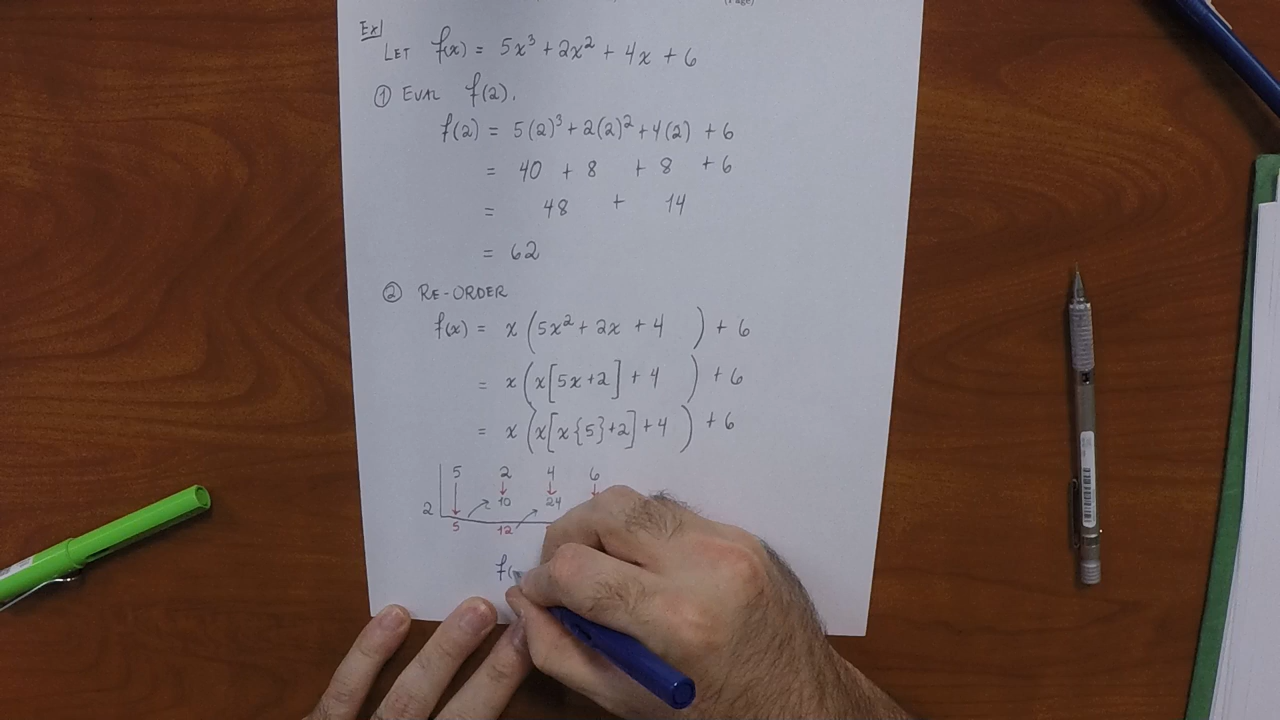 (Page)
Ex
LET f(x) = 5x³ + 2x² + 4x + 6
① EVAL f(2).
f(2) = 5(2)³ + 2(2)² + 4(2) + 6
= 40 + 8 + 8 + 6
= 48 + 14
= 62
② RE-ORDER
f(x) = x(5x² + 2x + 4) + 6
= x(x[5x+2] + 4) + 6
= x(x[x{5}+2]+4) + 6
5 2 4 6
2 10 24
5 12
f(